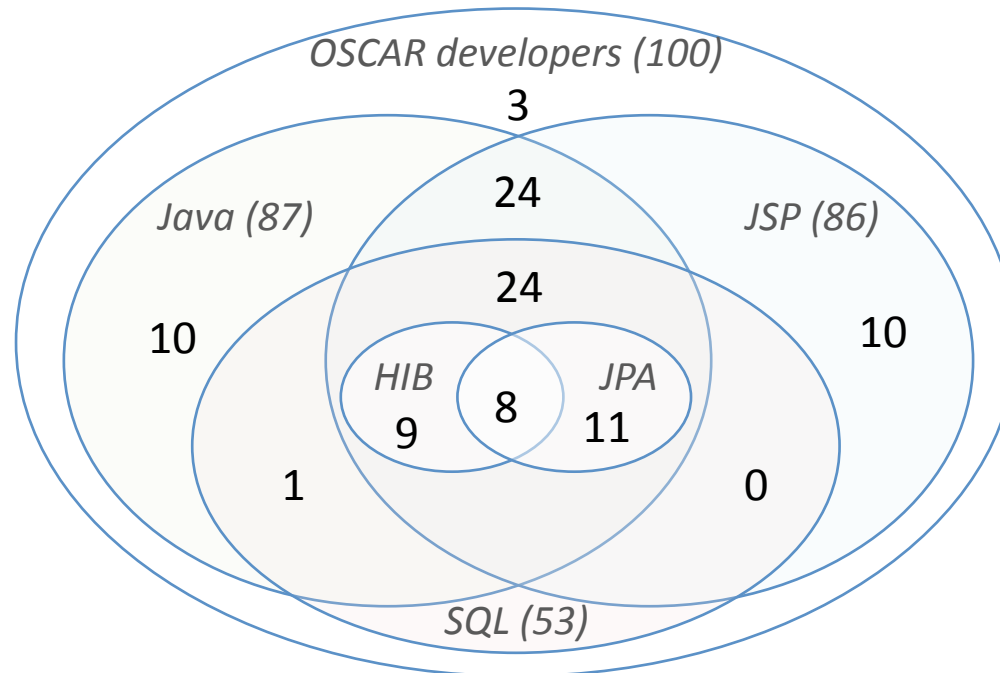 OSCAR developers (100)
3
24
Java (87)
JSP (86)
24
10
10
HIB
JPA
9
8
11
1
0
SQL (53)